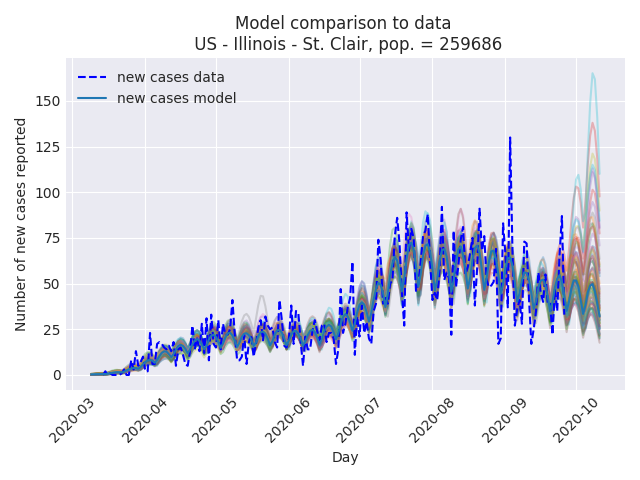 Model comparison to data
US - Illinois - St. Clair, pop. = 259686
new cases data
new cases model
Number of new cases reported
150
125
100
75
50
25
0
2020-03
2020-04
2020-05
2020-06
2020-07
2020-08
2020-09
2020-10
Day